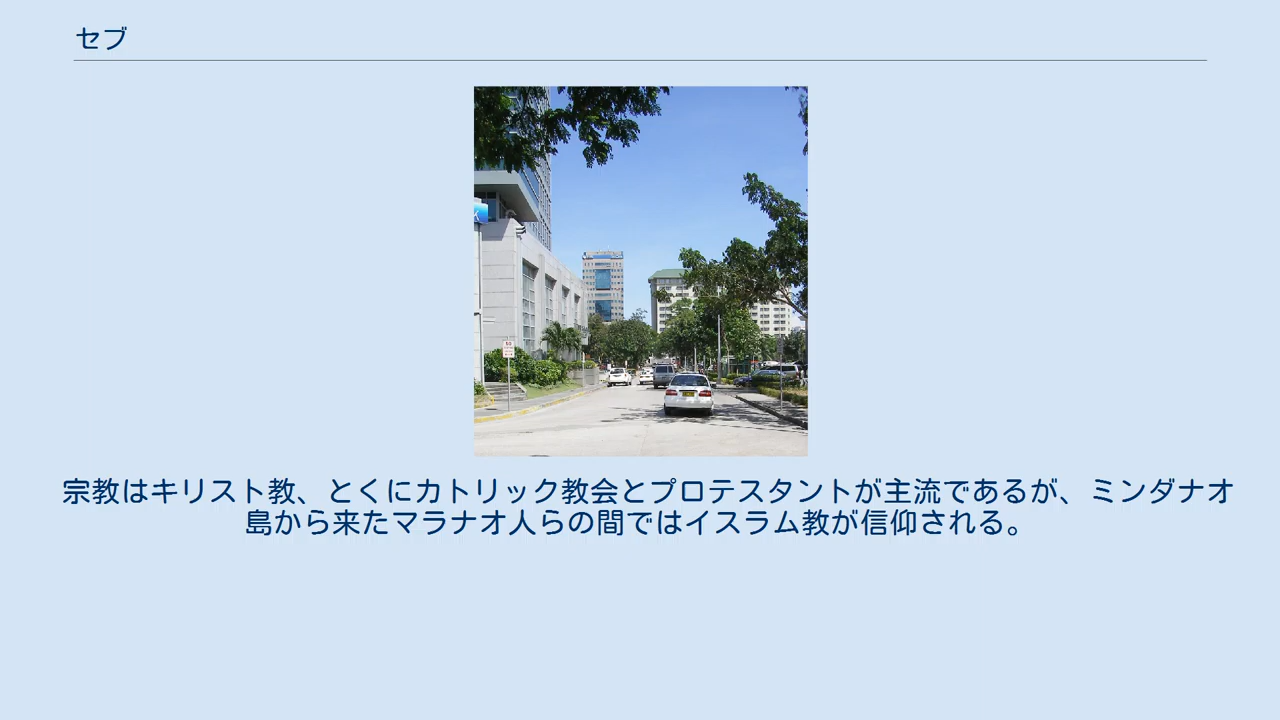 セブ
宗教はキリスト教、とくにカトリック教会とプロテスタントが主流であるが、ミンダナオ
島から来たマラナオ人らの間ではイスラム教が信仰される。